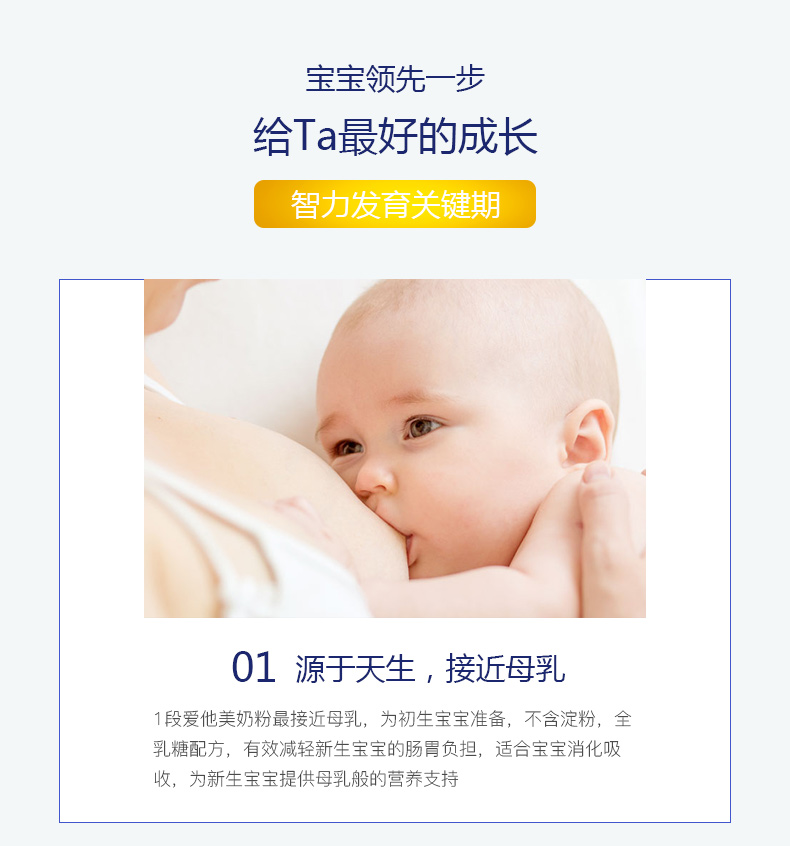 宝宝领先一步
给Ta最好的成长
智力发育关键期
01 源于天生，接近母乳
1段爱他美奶粉最接近母乳，为初生宝宝准备，不含淀粉，全
乳糖配方，有效减轻新生宝宝的肠胃负担，适合宝宝消化吸
收，为新生宝宝提供母乳般的营养支持